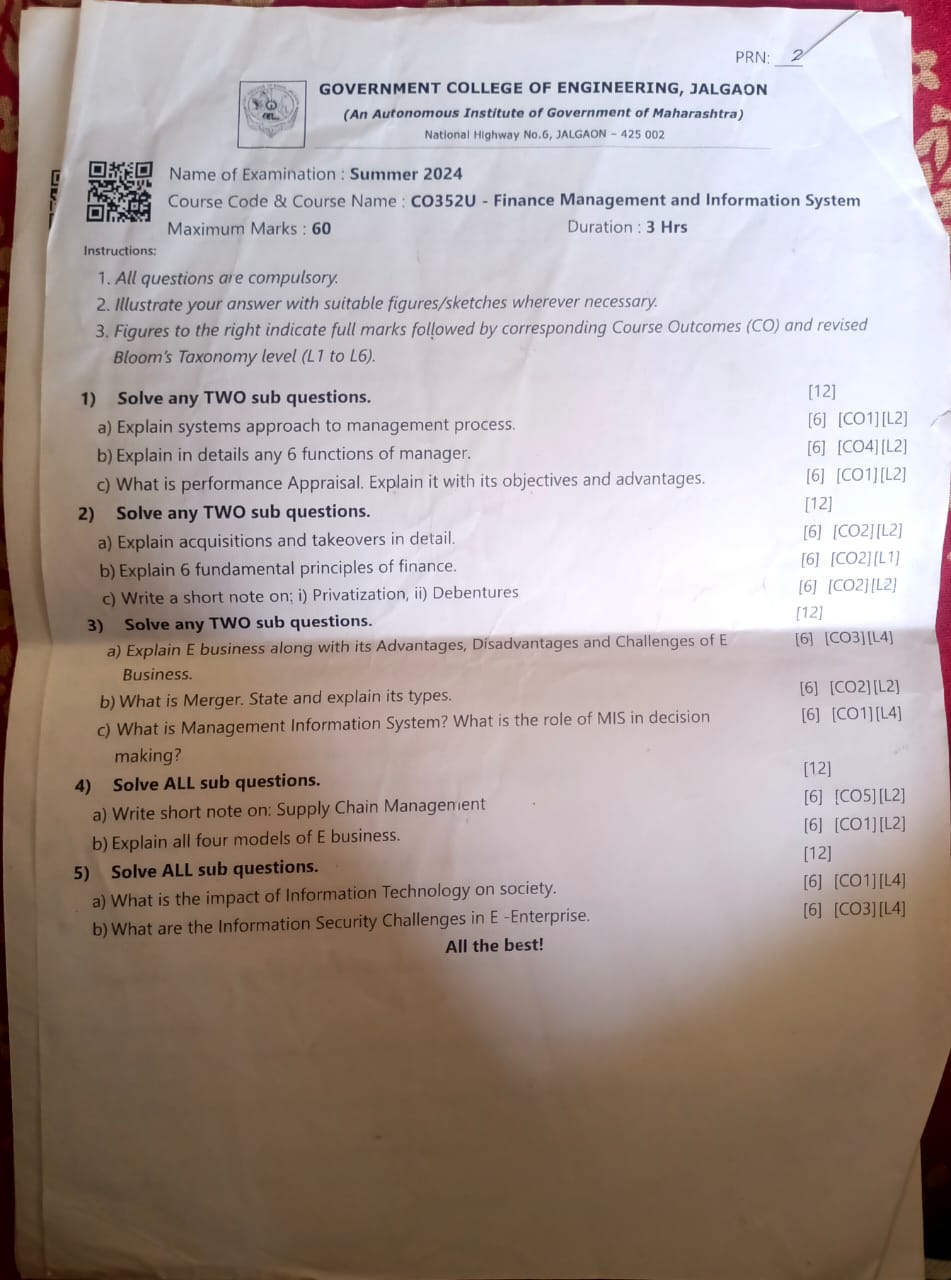 PRN: 2
GOVERNMENT COLLEGE OF ENGINEERING, JALGAON
(An Autonomous Institute of Government of Maharashtra)
National Highway No.6, JALGAON – 425 002
Name of Examination : Summer 2024
Course Code & Course Name : CO352U - Finance Management and Information System
Maximum Marks : 60 Duration : 3 Hrs
Instructions:
1. All questions are compulsory.
2. Illustrate your answer with suitable figures/sketches wherever necessary.
3. Figures to the right indicate full marks followed by corresponding Course Outcomes (CO) and revised
Bloom's Taxonomy level (L1 to L6).
1) Solve any TWO sub questions. [12]
a) Explain systems approach to management process. [6] [CO1][L2]
b) Explain in details any 6 functions of manager. [6] [CO4][L2]
c) What is performance Appraisal. Explain it with its objectives and advantages. [6] [CO1][L2]
2) Solve any TWO sub questions. [12]
a) Explain acquisitions and takeovers in detail. [6] [CO2][L2]
b) Explain 6 fundamental principles of finance. [6] [CO2][L1]
c) Write a short note on; i) Privatization, ii) Debentures [6] [CO2][L2]
3) Solve any TWO sub questions. [12]
a) Explain E business along with its Advantages, Disadvantages and Challenges of E [6] [CO3][L4]
Business.
b) What is Merger. State and explain its types. [6] [CO2][L2]
c) What is Management Information System? What is the role of MIS in decision [6] [CO1][L4]
making?
4) Solve ALL sub questions. [12]
a) Write short note on: Supply Chain Management [6] [CO5][L2]
b) Explain all four models of E business. [6] [CO1][L2]
5) Solve ALL sub questions. [12]
a) What is the impact of Information Technology on society. [6] [CO1][L4]
b) What are the Information Security Challenges in E -Enterprise. [6] [CO3][L4]
All the best!